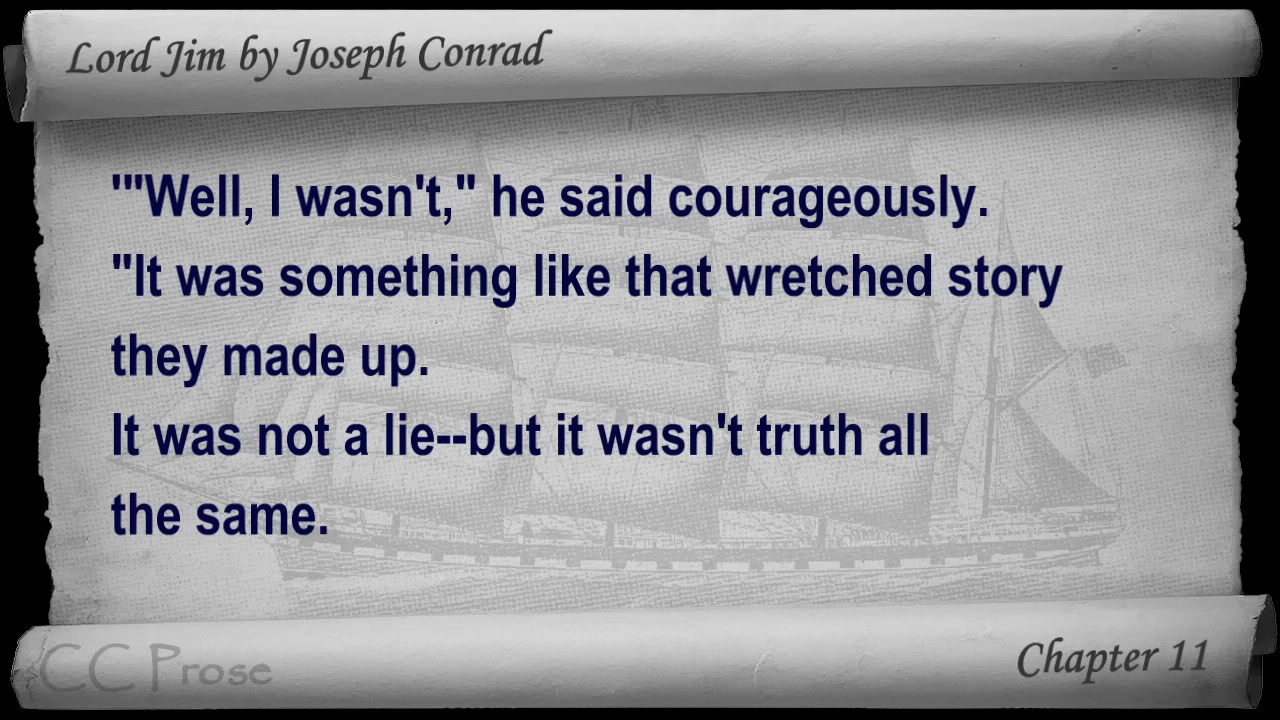 Lord Jim by Joseph Conrad
'"Well, I wasn't," he said courageously.
"It was something like that wretched story
they made up.
It was not a lie--but it wasn't truth all
the same.
CC Prose
Chapter 11